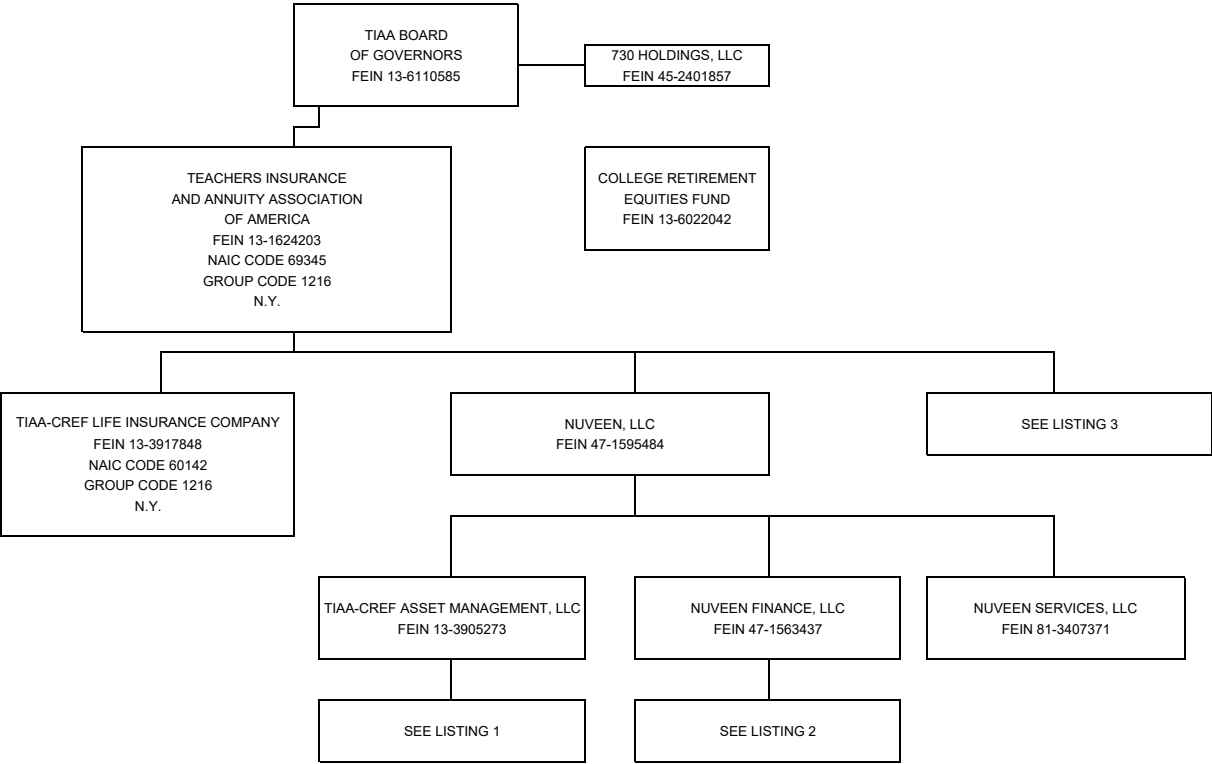 TIAA BOARD
OF GOVERNORS
FEIN 13-6110585
730 HOLDINGS, LLC
FEIN 45-2401857
TEACHERS INSURANCE
AND ANNUITY ASSOCIATION
OF AMERICA
FEIN 13-1624203
NAIC CODE 69345
GROUP CODE 1216
N.Y.
COLLEGE RETIREMENT
EQUITIES FUND
FEIN 13-6022042
TIAA-CREF LIFE INSURANCE COMPANY
FEIN 13-3917848
NAIC CODE 60142
GROUP CODE 1216
N.Y.
NUVEEN, LLC
FEIN 47-1595484
SEE LISTING 3
TIAA-CREF ASSET MANAGEMENT, LLC
FEIN 13-3905273
NUVEEN FINANCE, LLC
FEIN 47-1563437
NUVEEN SERVICES, LLC
FEIN 81-3407371
SEE LISTING 1
SEE LISTING 2